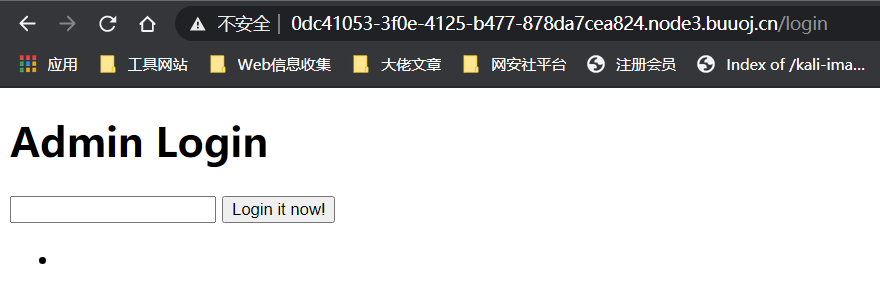 不安全 | 0dc41053-3f0e-4125-b477-878da7cea824.node3.buuoj.cn/login
应用 工具网站 Web信息收集 大佬文章 网安社平台 注册会员 Index of /kali-ima...
Admin Login
Login it now!